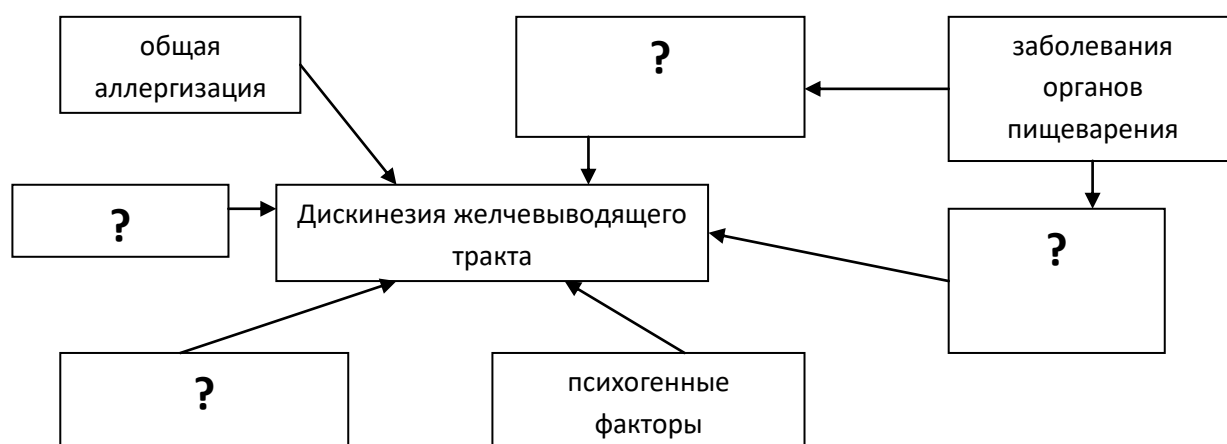 общая
аллергизация
?
заболевания
органов
пищеварения
?
Дискинезия желчевыводящего
тракта
?
?
психогенные
факторы